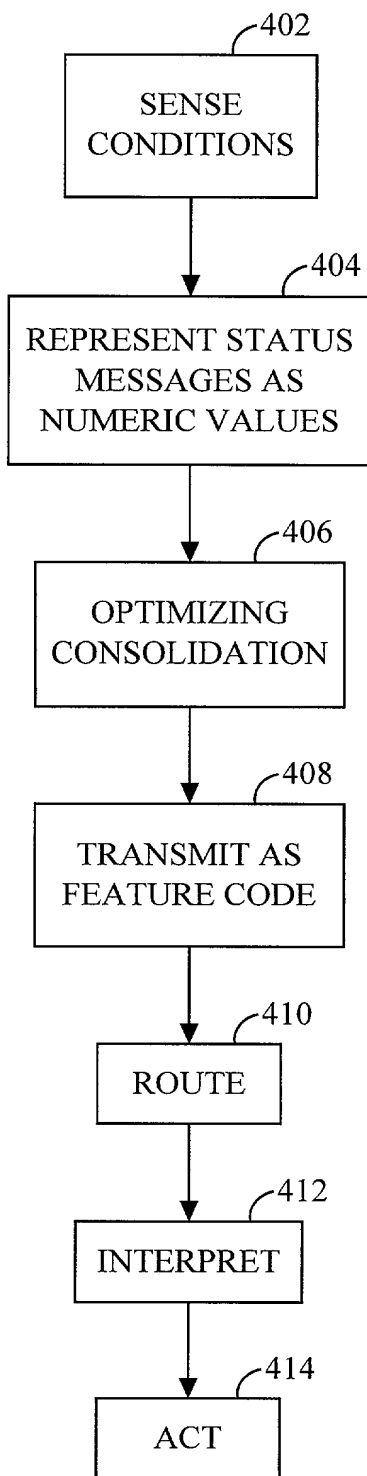 402
SENSE
CONDITIONS
404
REPRESENT STATUS
MESSAGES AS
NUMERIC VALUES
406
OPTIMIZING
CONSOLIDATION
408
TRANSMIT AS
FEATURE CODE
410
ROUTE
412
INTERPRET
414
ACT